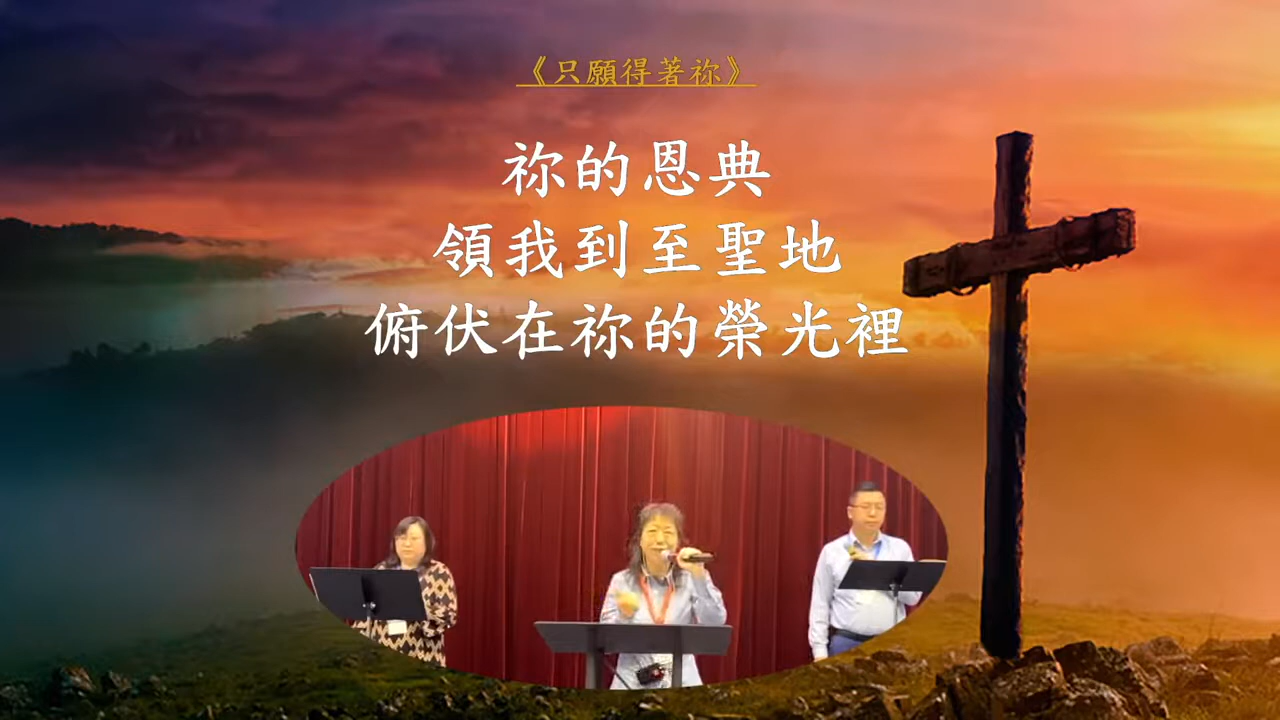 《只願得著祢》
祢的恩典
領我到至聖地
俯伏在祢的榮光裡